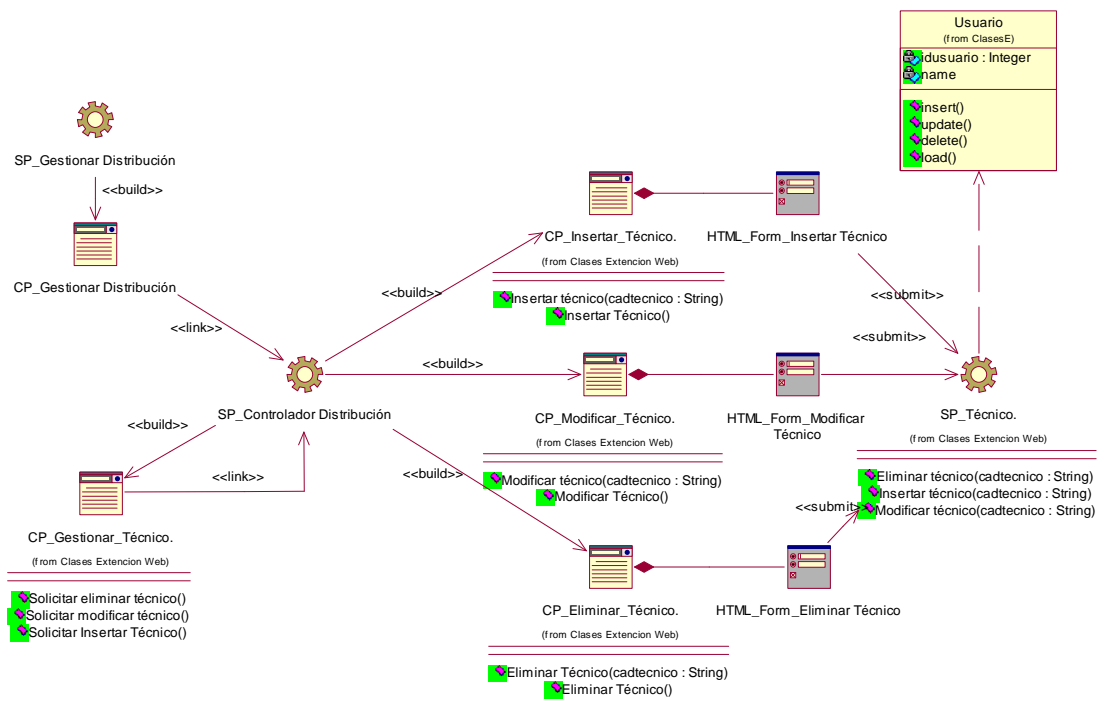 Usuario
(from ClasesE)
idusuario : Integer
name
insert()
update()
delete()
load()
SP_Gestionar Distribución
<<build>>
CP_Gestionar Distribución
<<link>>
SP_Controlador Distribución
<<build>>
<<link>>
CP_Gestionar_Técnico.
(from Clases Extencion Web)
Solicitar eliminar técnico()
Solicitar modificar técnico()
Solicitar Insertar Técnico()
<<build>>
CP_Insertar_Técnico.
(from Clases Extencion Web)
Insertar técnico(cadtecnico : String)
Insertar Técnico()
HTML_Form_Insertar Técnico
<<submit>>
<<build>>
CP_Modificar_Técnico.
(from Clases Extencion Web)
Modificar técnico(cadtecnico : String)
Modificar Técnico()
HTML_Form_Modificar
Técnico
<<submit>>
SP_Técnico.
(from Clases Extencion Web)
Eliminar técnico(cadtecnico : String)
Insertar técnico(cadtecnico : String)
Modificar técnico(cadtecnico : String)
<<build>>
CP_Eliminar_Técnico.
(from Clases Extencion Web)
Eliminar Técnico(cadtecnico : String)
Eliminar Técnico()
HTML_Form_Eliminar Técnico
<<submit>>